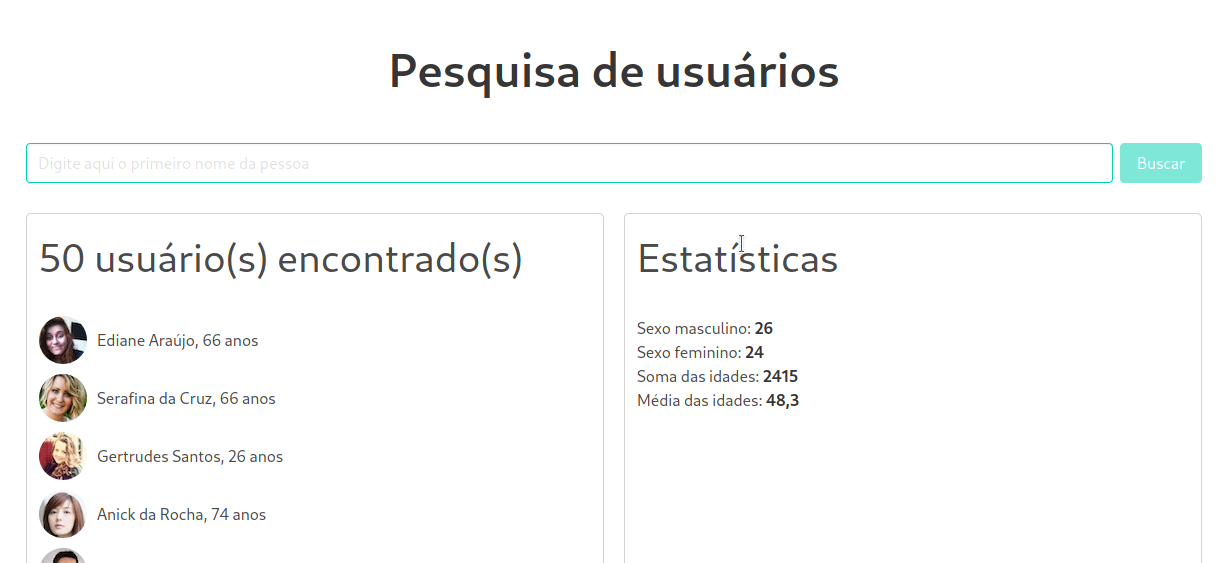 Pesquisa de usuários
Digite aqui o primeiro nome da pessoa
Buscar
50 usuário(s) encontrado(s)
Ediane Araújo, 66 anos
Serafina da Cruz, 66 anos
Gertrudes Santos, 26 anos
Anick da Rocha, 74 anos
Estatísticas
Sexo masculino: 26
Sexo feminino: 24
Soma das idades: 2415
Média das idades: 48,3